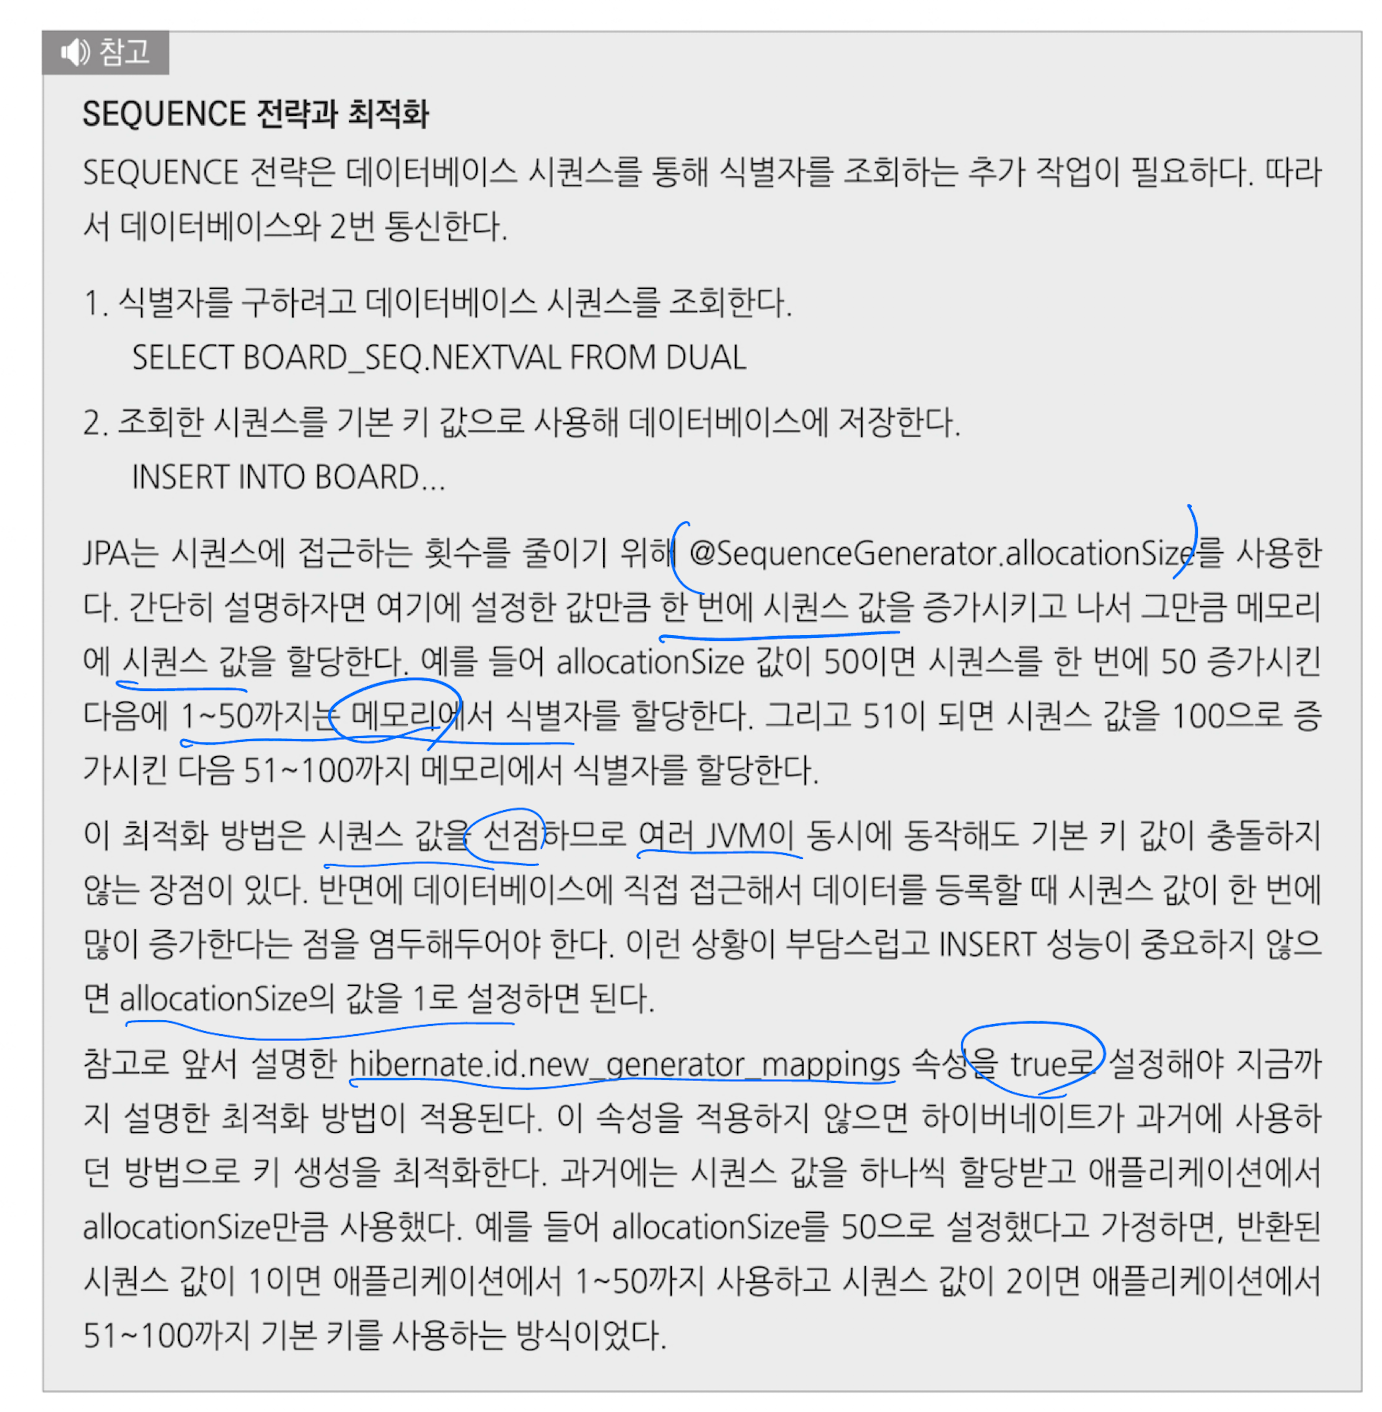 참고
SEQUENCE 전략과 최적화
SEQUENCE 전략은 데이터베이스 시퀀스를 통해 식별자를 조회하는 추가 작업이 필요하다. 따라
서 데이터베이스와 2번 통신한다.
1. 식별자를 구하려고 데이터베이스 시퀀스를 조회한다.
SELECT BOARD_SEQ.NEXTVAL FROM DUAL
2. 조회한 시퀀스를 기본 키 값으로 사용해 데이터베이스에 저장한다.
INSERT INTO BOARD...
JPA는 시퀀스에 접근하는 횟수를 줄이기 위해 @SequenceGenerator.allocationSize를 사용한
다. 간단히 설명하자면 여기에 설정한 값만큼 한 번에 시퀀스 값을 증가시키고 나서 그만큼 메모리
에 시퀀스 값을 할당한다. 예를 들어 allocationSize 값이 50이면 시퀀스를 한 번에 50 증가시킨
다음에 1~50까지는 메모리에서 식별자를 할당한다. 그리고 51이 되면 시퀀스 값을 100으로 증
가시킨 다음 51~100까지 메모리에서 식별자를 할당한다.
이 최적화 방법은 시퀀스 값을 선점하므로 여러 JVM이 동시에 동작해도 기본 키 값이 충돌하지
않는 장점이 있다. 반면에 데이터베이스에 직접 접근해서 데이터를 등록할 때 시퀀스 값이 한 번에
많이 증가한다는 점을 염두해두어야 한다. 이런 상황이 부담스럽고 INSERT 성능이 중요하지 않으
면 allocationSize의 값을 1로 설정하면 된다.
참고로 앞서 설명한 hibernate.id.new_generator_mappings 속성을 true로 설정해야 지금까
지 설명한 최적화 방법이 적용된다. 이 속성을 적용하지 않으면 하이버네이트가 과거에 사용하
던 방법으로 키 생성을 최적화한다. 과거에는 시퀀스 값을 하나씩 할당받고 애플리케이션에서
allocationSize만큼 사용했다. 예를 들어 allocationSize를 50으로 설정했다고 가정하면, 반환된
시퀀스 값이 1이면 애플리케이션에서 1~50까지 사용하고 시퀀스 값이 2이면 애플리케이션에서
51~100까지 기본 키를 사용하는 방식이었다.